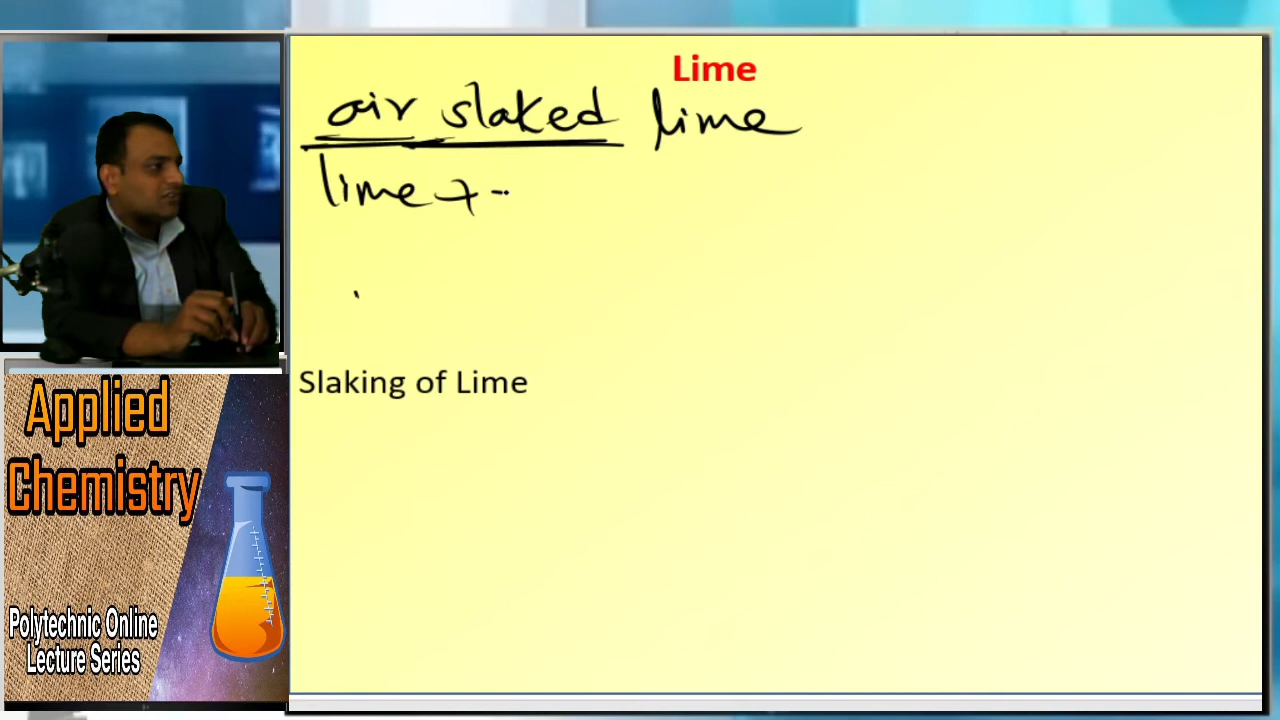 Lime
air slaked lime
lime →
Slaking of Lime
Applied
Chemistry
Polytechnic Online
Lecture Series